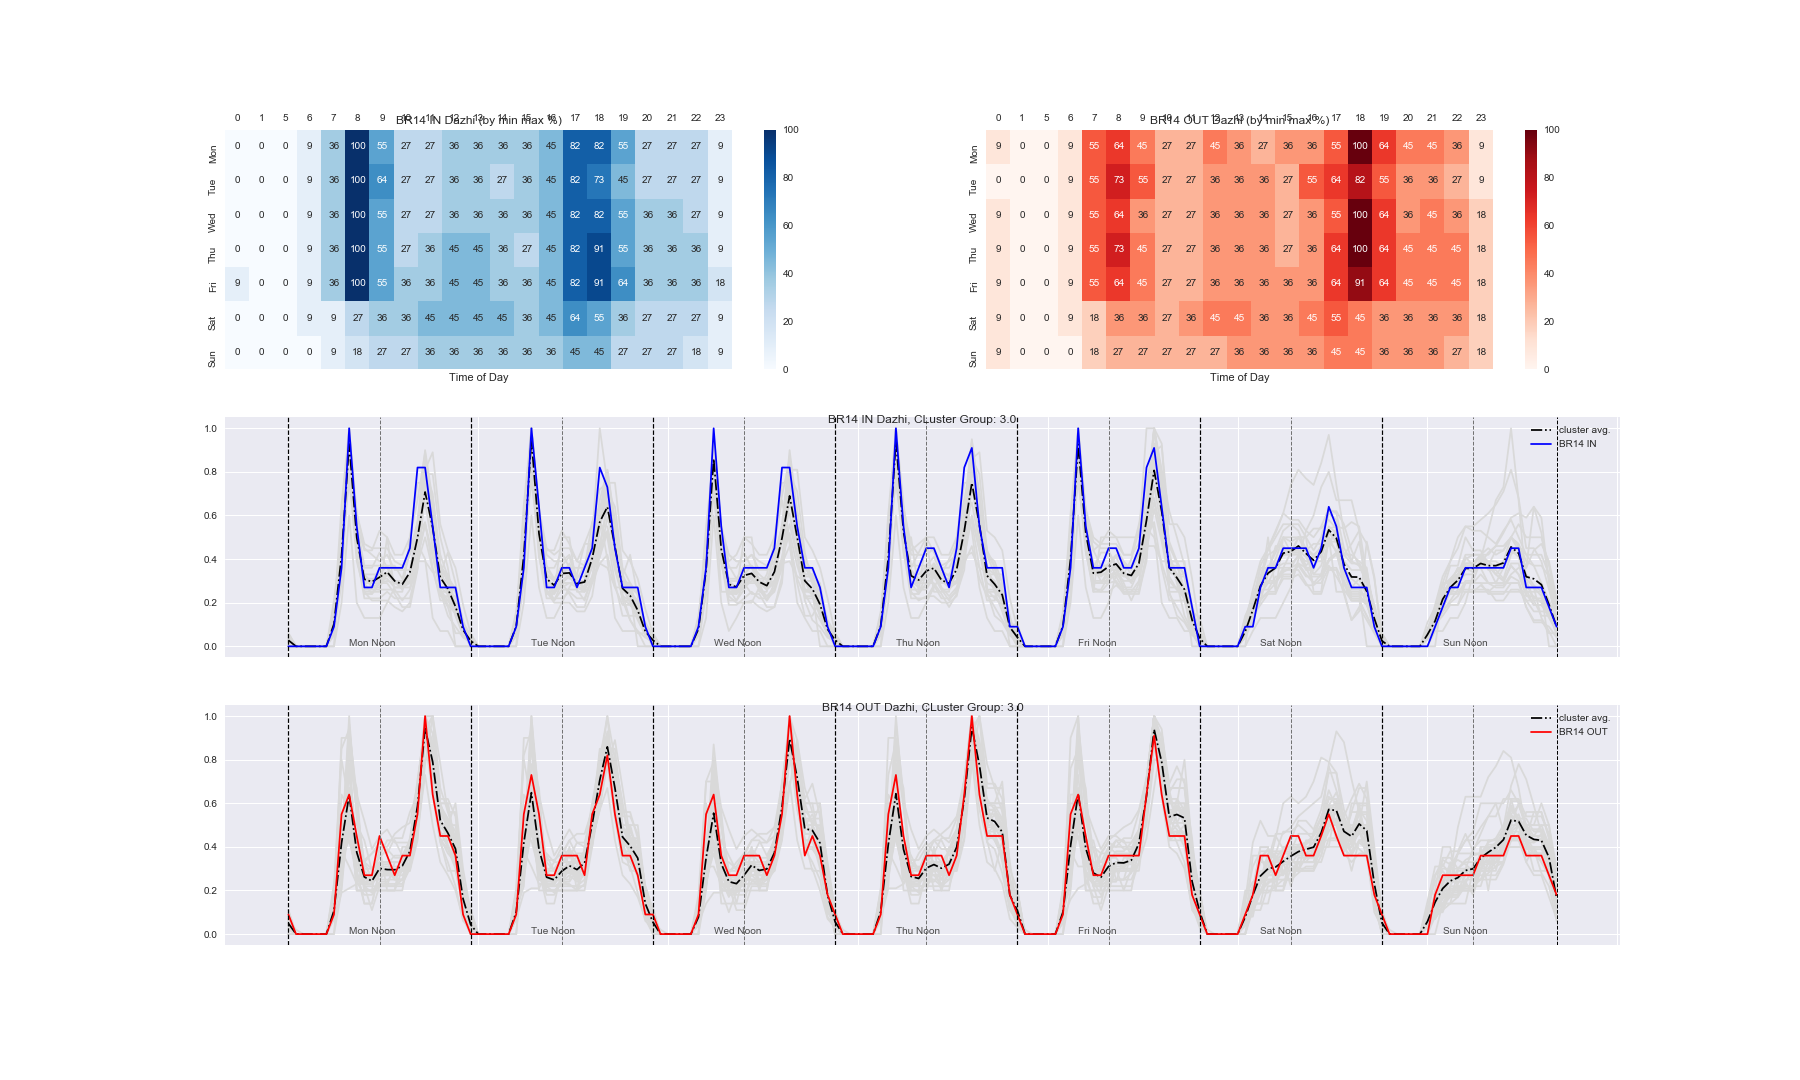 0 1 5 6 7 8 9 10 11 12 13 14 15 16 17 18 19 20 21 22 23
BR14 IN Dazhi (by min max %)
Mon 0 0 0 9 36 100 55 27 27 36 36 36 36 45 82 82 55 27 27 27 9
Tue 0 0 0 9 36 100 64 27 27 36 36 27 36 45 82 73 45 27 27 27 9
Wed 0 0 0 9 36 100 55 27 27 36 36 36 36 45 82 82 55 36 36 27 9
Thu 0 0 0 9 36 100 55 27 36 45 45 36 27 45 82 91 55 36 36 36 9
Fri 9 0 0 9 36 100 55 36 36 45 45 36 36 45 82 91 64 36 36 36 18
Sat 0 0 0 9 9 27 36 36 45 45 45 45 36 45 64 55 36 27 27 27 9
Sun 0 0 0 0 9 18 27 27 36 36 36 36 36 36 45 45 27 27 27 18 9
Time of Day
100
80
60
40
20
0
0 1 5 6 7 8 9 10 11 12 13 14 15 16 17 18 19 20 21 22 23
BR14 OUT Dazhi (by min max %)
Mon 9 0 0 9 55 64 45 27 27 45 36 27 36 36 55 100 64 45 45 36 9
Tue 0 0 0 9 55 73 55 27 27 36 36 36 27 55 64 82 55 36 36 27 9
Wed 9 0 0 9 55 64 36 27 27 36 36 36 27 36 55 100 64 36 45 36 18
Thu 9 0 0 9 55 73 45 27 27 36 36 36 27 36 64 100 64 45 45 45 18
Fri 9 0 0 9 55 64 45 27 27 36 36 36 36 36 64 91 64 45 45 45 18
Sat 9 0 0 9 18 36 36 27 36 45 45 36 36 45 55 45 36 36 36 36 18
Sun 9 0 0 0 18 27 27 27 27 27 36 36 36 36 45 45 36 36 36 27 18
Time of Day
100
80
60
40
20
0
BR14 IN Dazhi, CLuster Group: 3.0
cluster avg.
BR14 IN
1.0
0.8
0.6
0.4
0.2
0.0
Mon Noon Tue Noon Wed Noon Thu Noon Fri Noon Sat Noon Sun Noon
BR14 OUT Dazhi, CLuster Group: 3.0
cluster avg.
BR14 OUT
1.0
0.8
0.6
0.4
0.2
0.0
Mon Noon Tue Noon Wed Noon Thu Noon Fri Noon Sat Noon Sun Noon